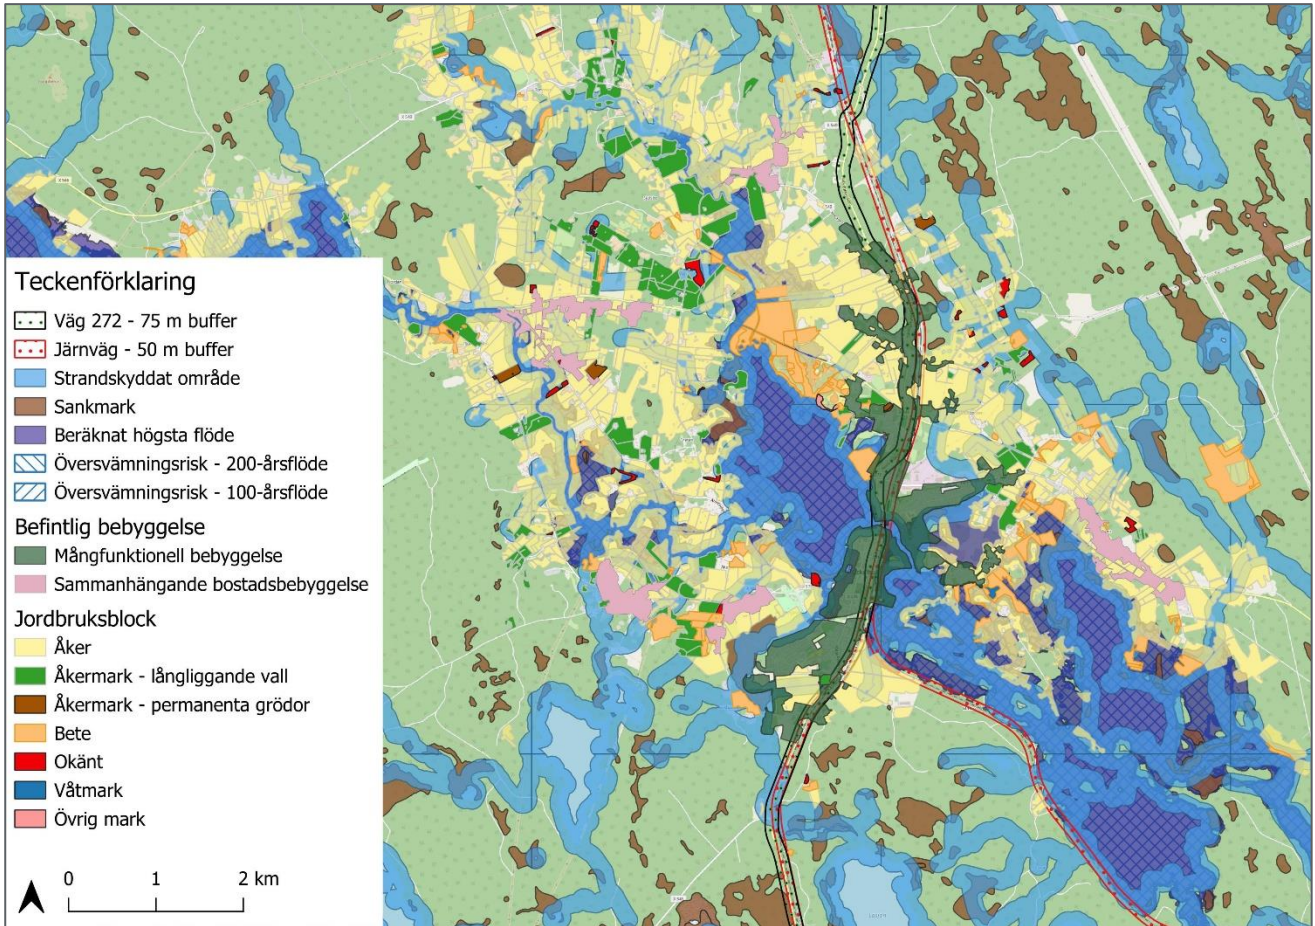 Teckenförklaring
Väg 272 - 75 m buffer
Järnväg - 50 m buffer
Strandskyddat område
Sankmark
Beräknat högsta flöde
Översvämningsrisk - 200-årsflöde
Översvämningsrisk - 100-årsflöde
Befintlig bebyggelse
Mångfunktionell bebyggelse
Sammanhängande bostadsbebyggelse
Jordbruksblock
Åker
Åkermark - långliggande vall
Åkermark - permanenta grödor
Bete
Okänt
Våtmark
Övrig mark
0 1 2 km